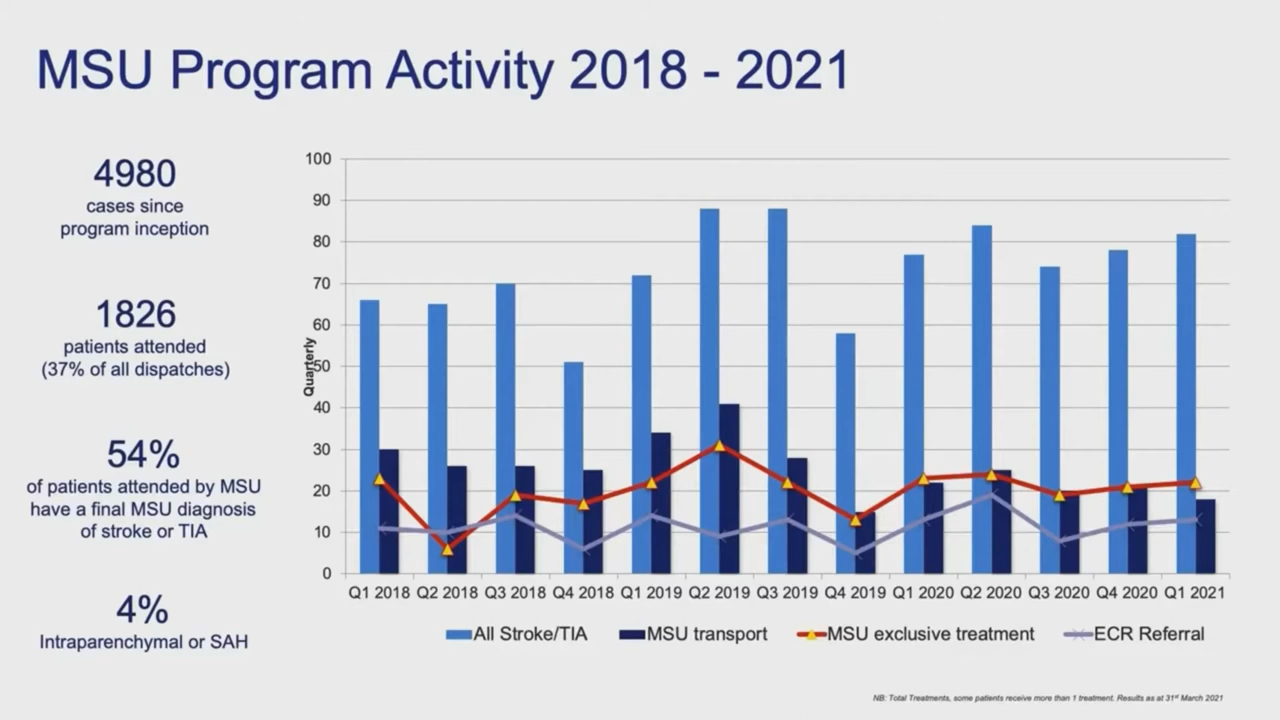 MSU Program Activity 2018 - 2021
4980
cases since
program inception
1826
patients attended
(37% of all dispatches)
54%
of patients attended by MSU
have a final MSU diagnosis
of stroke or TIA
4%
Intraparenchymal or SAH
Quarterly
100
90
80
70
60
50
40
30
20
10
0
Q1 2018 Q2 2018 Q3 2018 Q4 2018 Q1 2019 Q2 2019 Q3 2019 Q4 2019 Q1 2020 Q2 2020 Q3 2020 Q4 2020 Q1 2021
All Stroke/TIA MSU transport MSU exclusive treatment ECR Referral
NB: Total Treatments, some patients receive more than 1 treatment. Results as at 31st March 2021